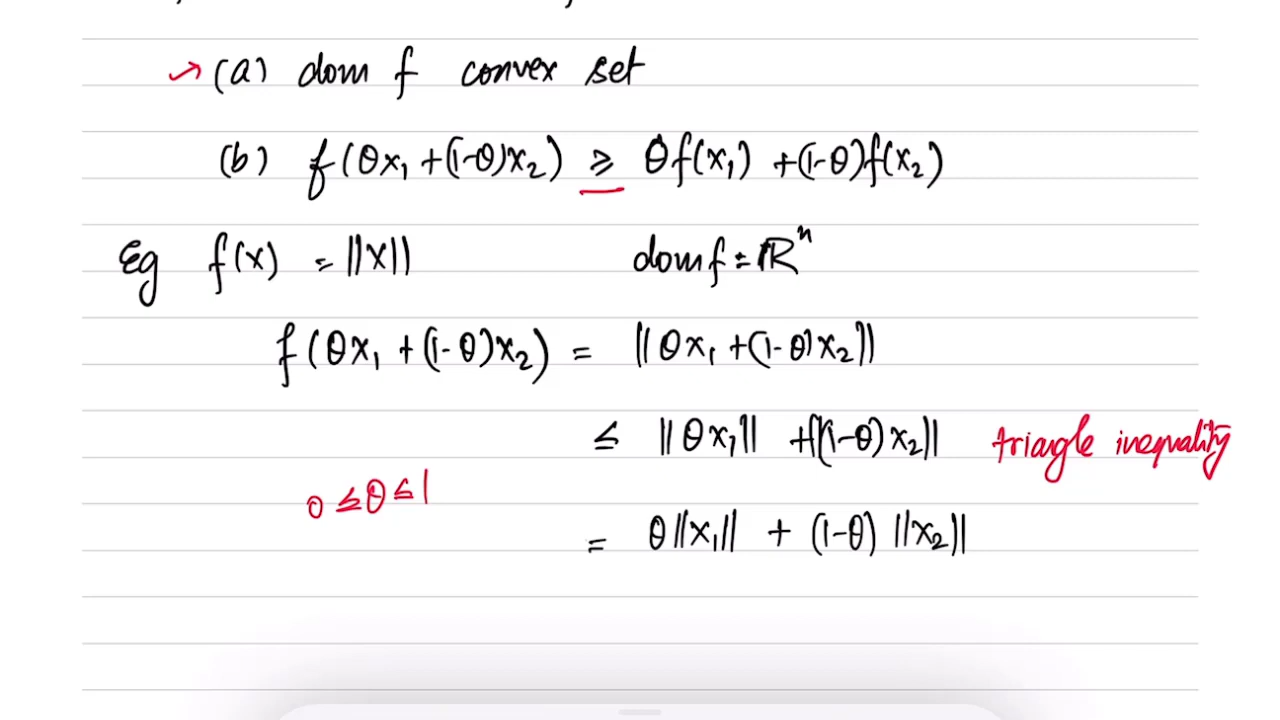 (a) dom f convex set
(b) f(θx₁ +(1-θ)x₂) ≥ θf(x₁) +(1-θ)f(x₂)
Eg f(x) = ||x|| domf = ℝⁿ
f(θx₁ +(1-θ)x₂) = ||θx₁ +(1-θ)x₂||
≤ ||θx₁|| +||(1-θ)x₂|| triangle inequality
0 ≤ θ ≤ 1
= θ||x₁|| + (1-θ) ||x₂||